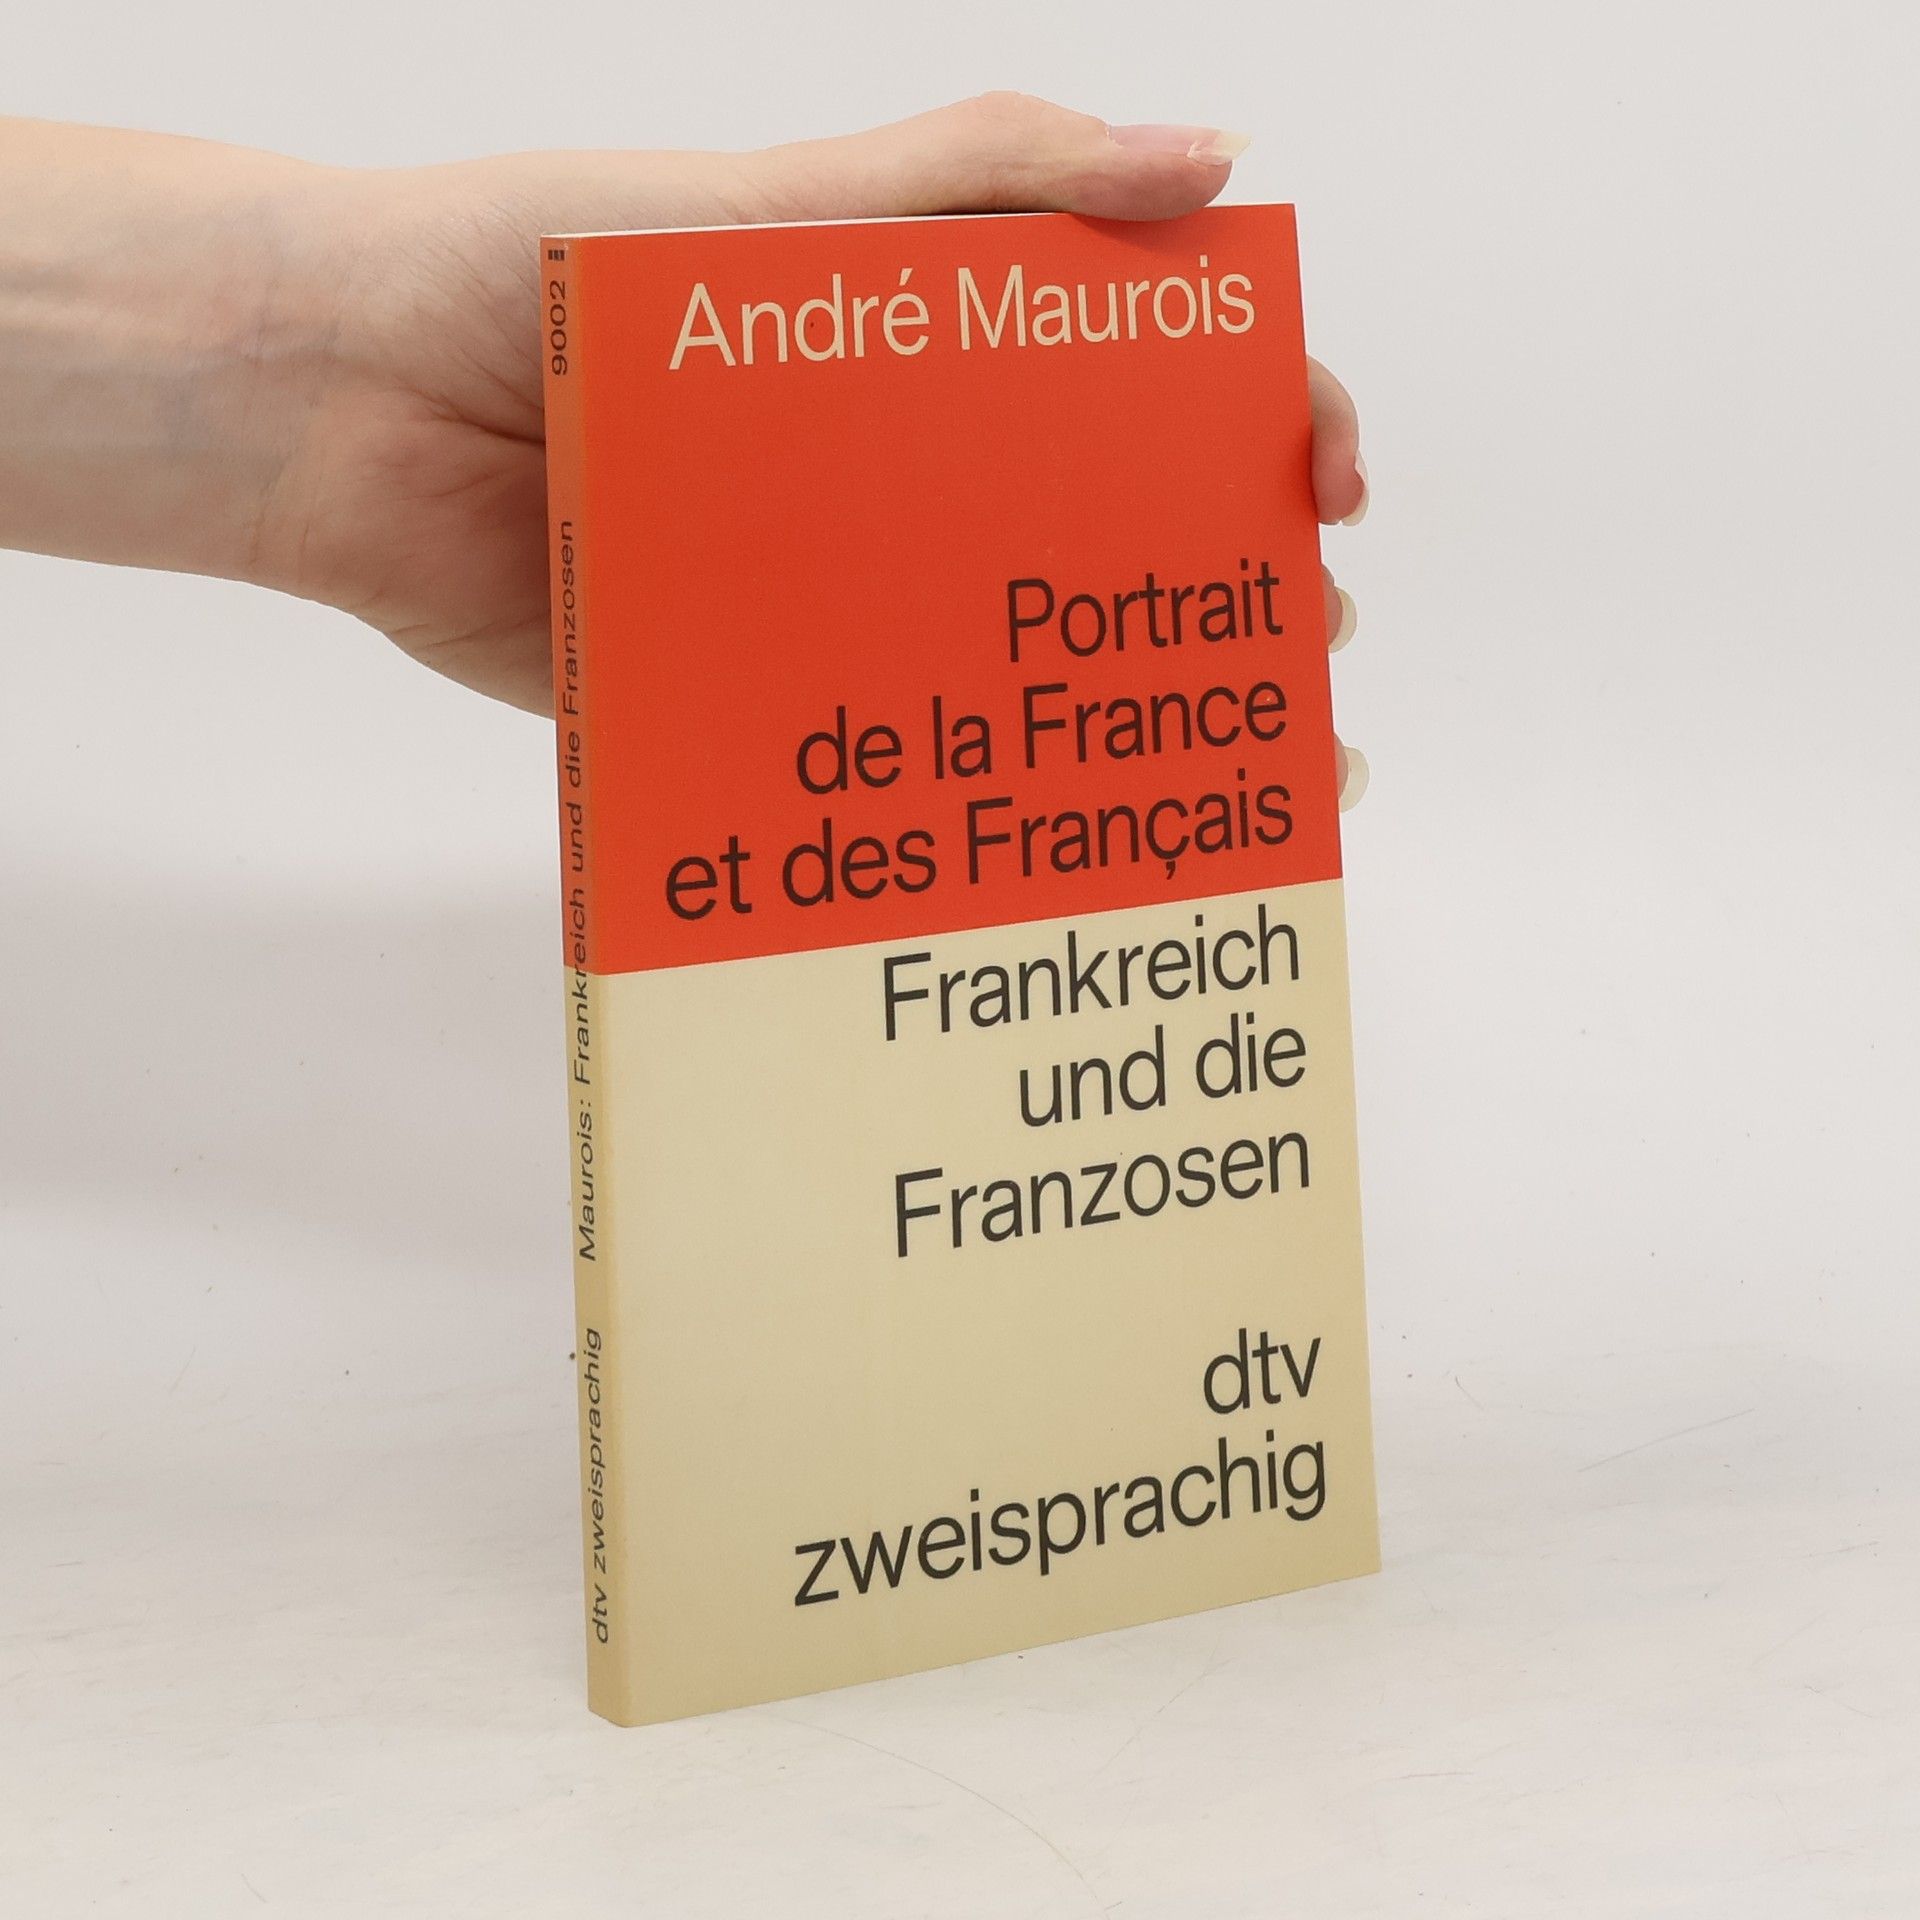 André Maurois
Portrait
de la France
et des Français
Frankreich
und die
Franzosen
dtv
zweisprachig
dtv zweisprachig Maurois: Frankreich und die Franzosen 9002